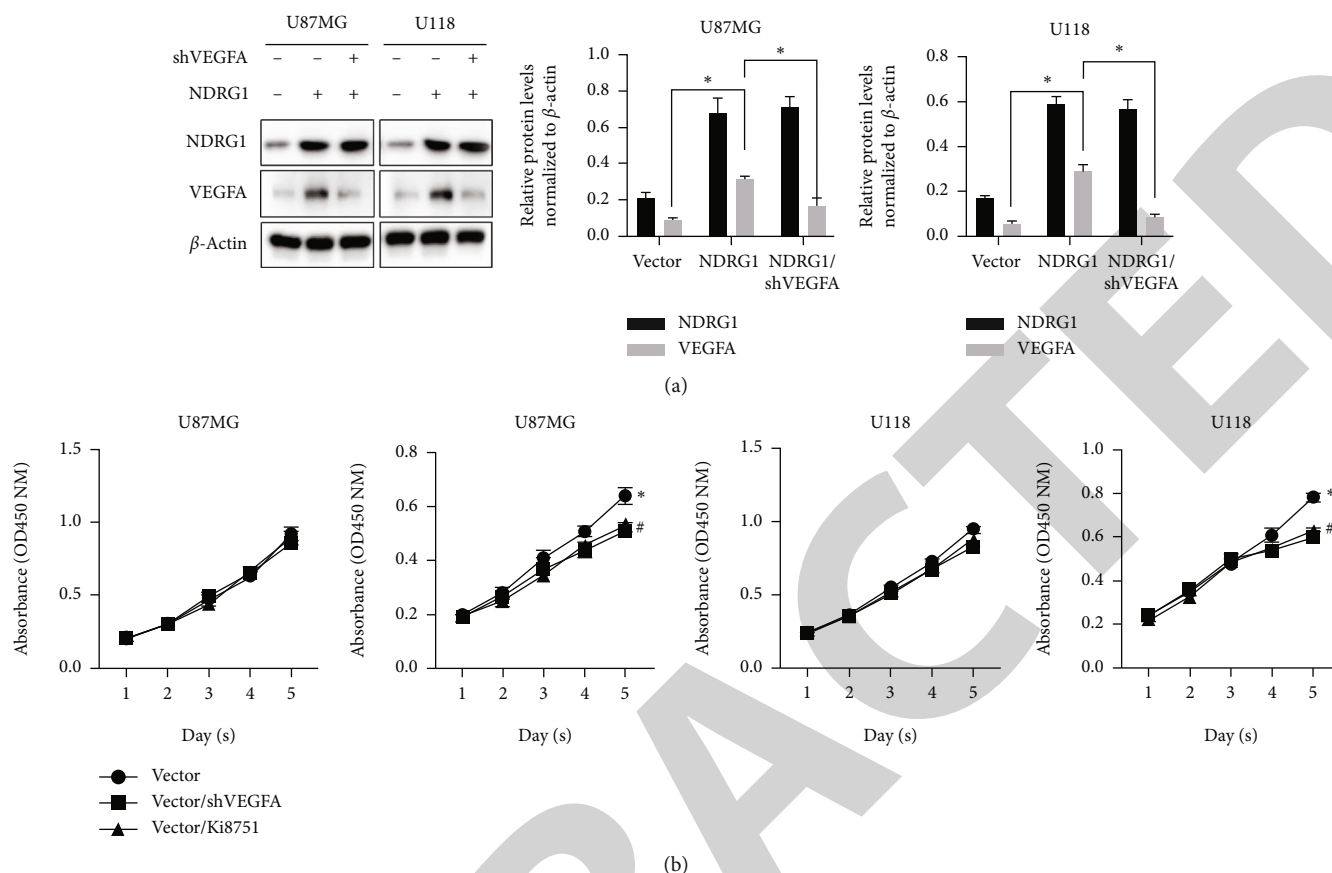 U87MG U118
shVEGFA – – + – – +
NDRG1 – + + – + +
NDRG1
VEGFA
β-Actin
U87MG
Relative protein levels
normalized to β-actin
1.0
0.8
0.6
0.4
0.2
0.0
*
*
Vector NDRG1 NDRG1/
shVEGFA
NDRG1
VEGFA
U118
Relative protein levels
normalized to β-actin
0.8
0.6
0.4
0.2
0.0
*
*
Vector NDRG1 NDRG1/
shVEGFA
NDRG1
VEGFA
(a)
U87MG
Absorbance (OD450 NM)
1.5
1.0
0.5
0.0
1 2 3 4 5
Day (s)
U87MG
Absorbance (OD450 NM)
0.8
0.6
0.4
0.2
0.0
*
#
1 2 3 4 5
Day (s)
U118
Absorbance (OD450 NM)
1.5
1.0
0.5
0.0
1 2 3 4 5
Day (s)
U118
Absorbance (OD450 NM)
1.0
0.8
0.6
0.4
0.2
0.0
*
#
1 2 3 4 5
Day (s)
Vector
Vector/shVEGFA
Vector/Ki8751
(b)
RACTED